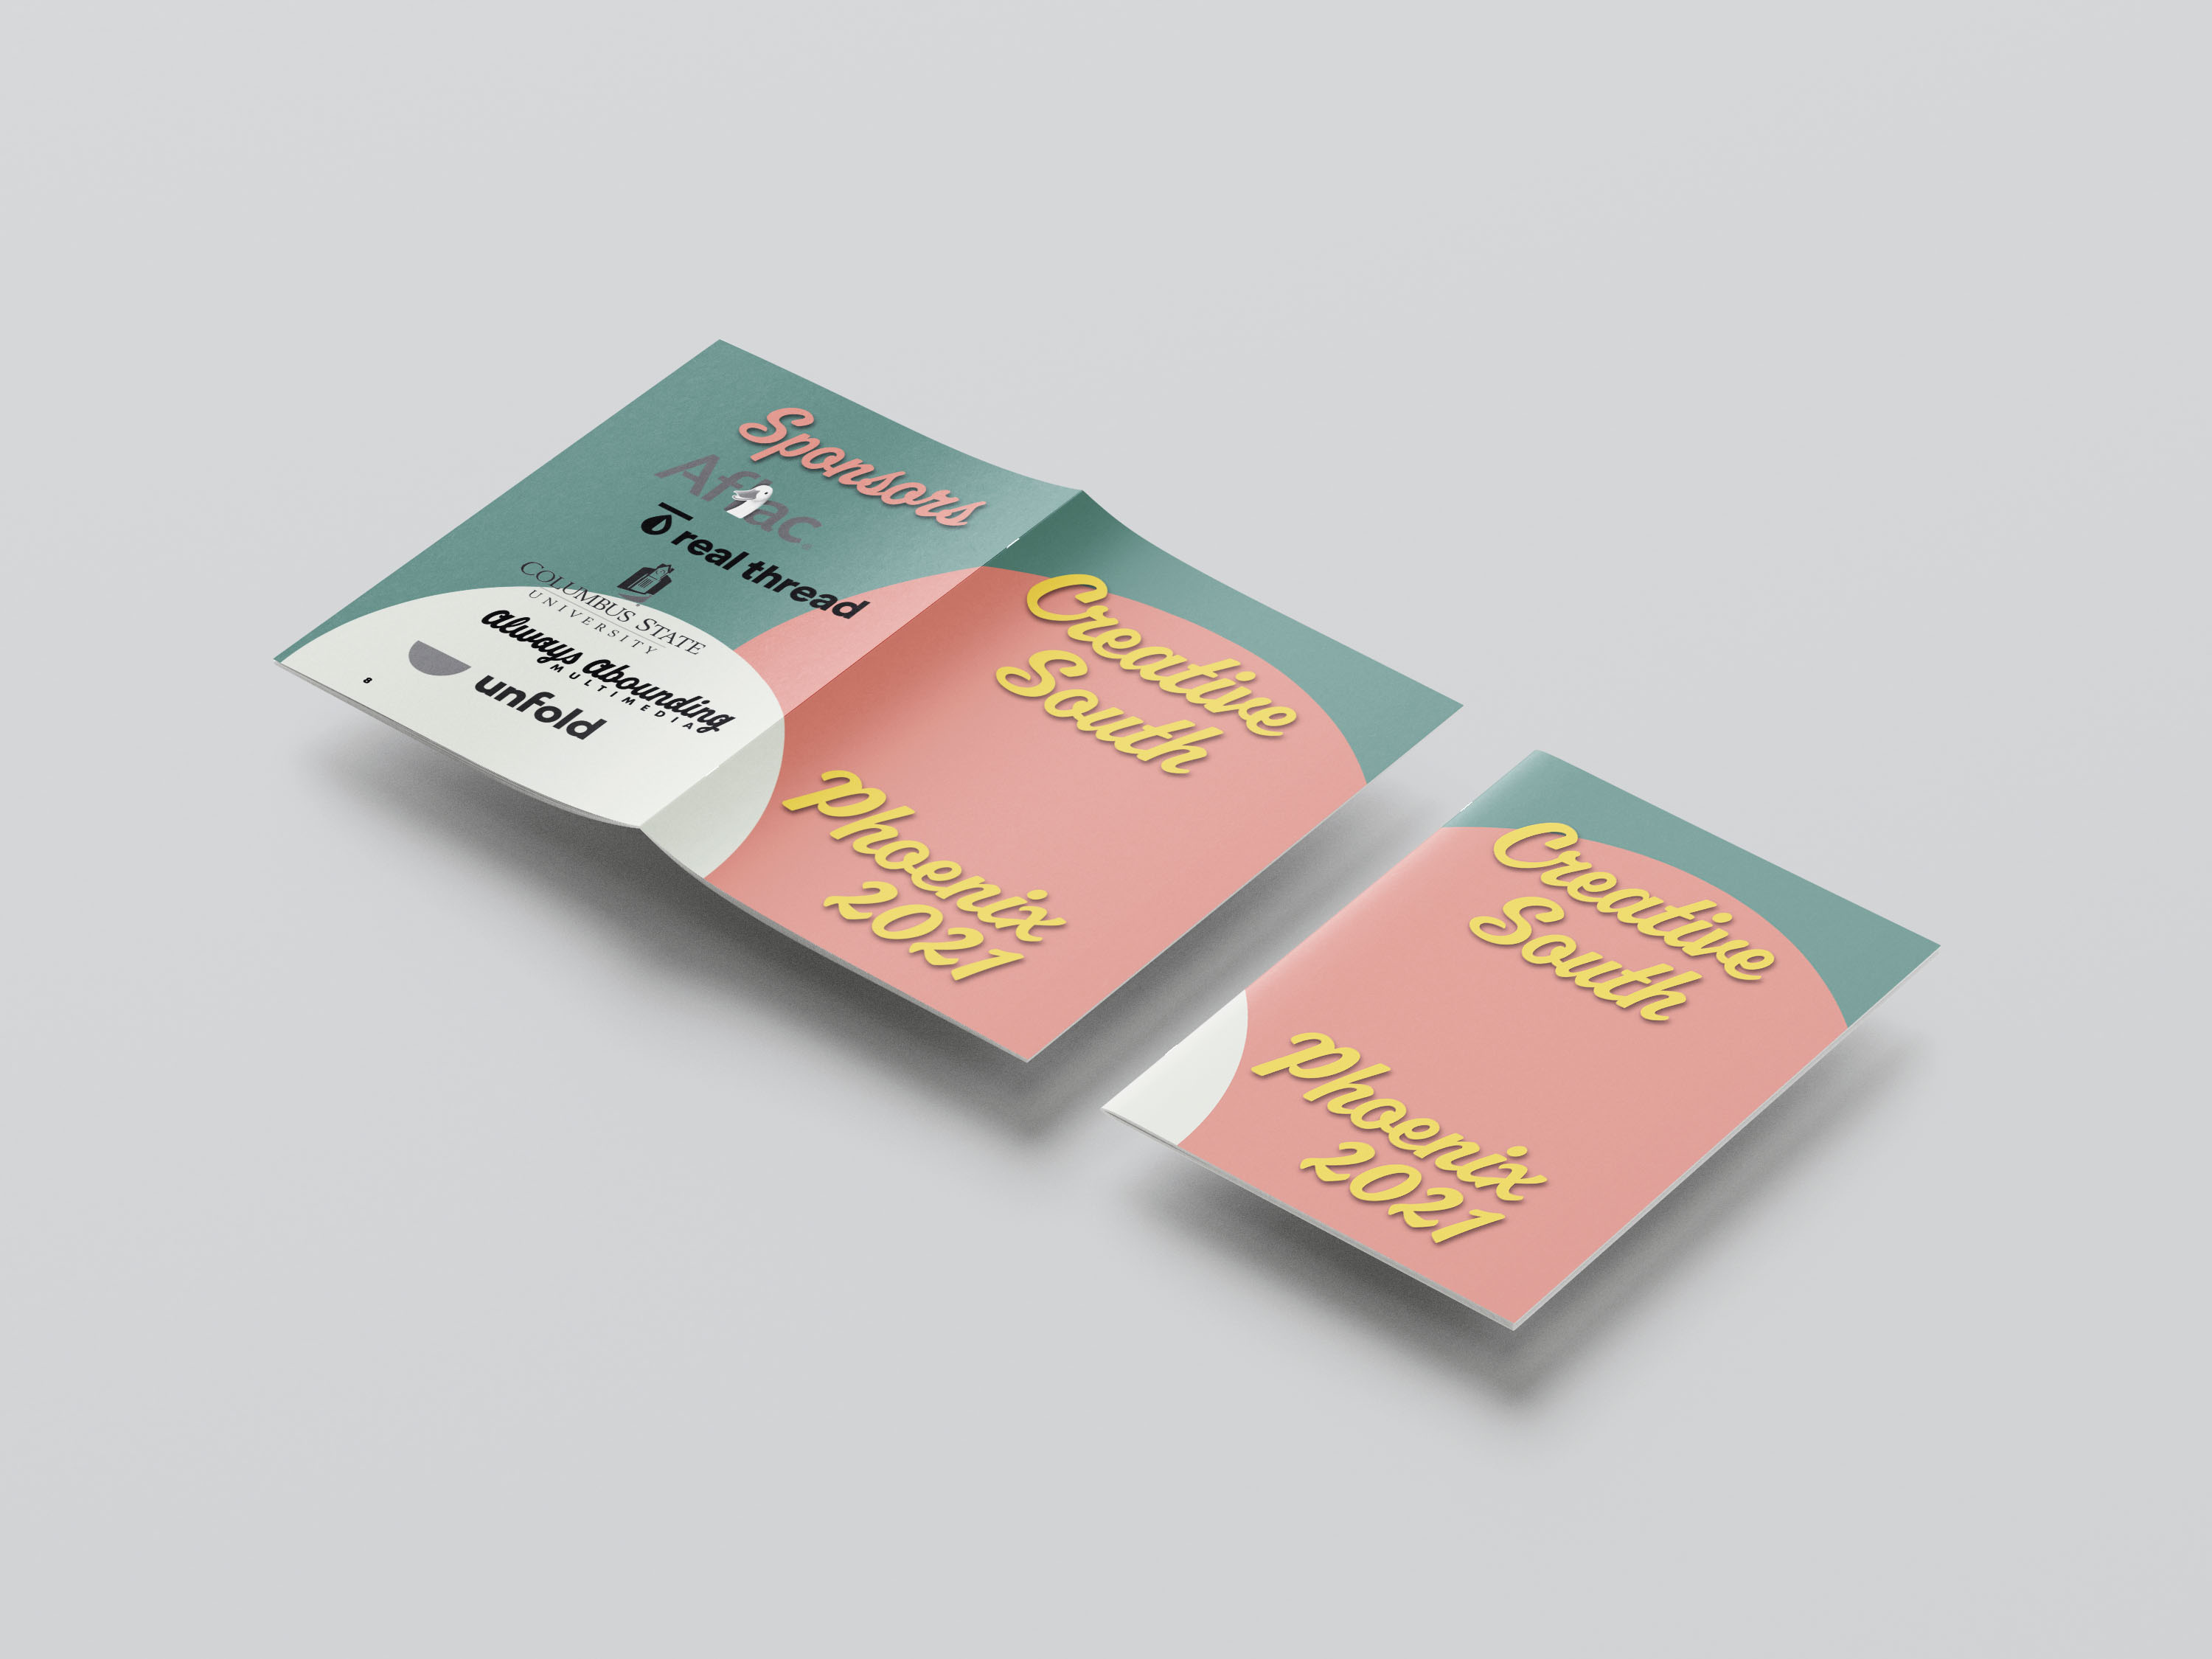 Sponsors
Aflac.
real thread
COLUMBUS STATE
UNIVERSITY
Always Abounding
MULTIMEDIA
unfold
8
Creative
South
Phoenix
2021
Creative
South
Phoenix
2021